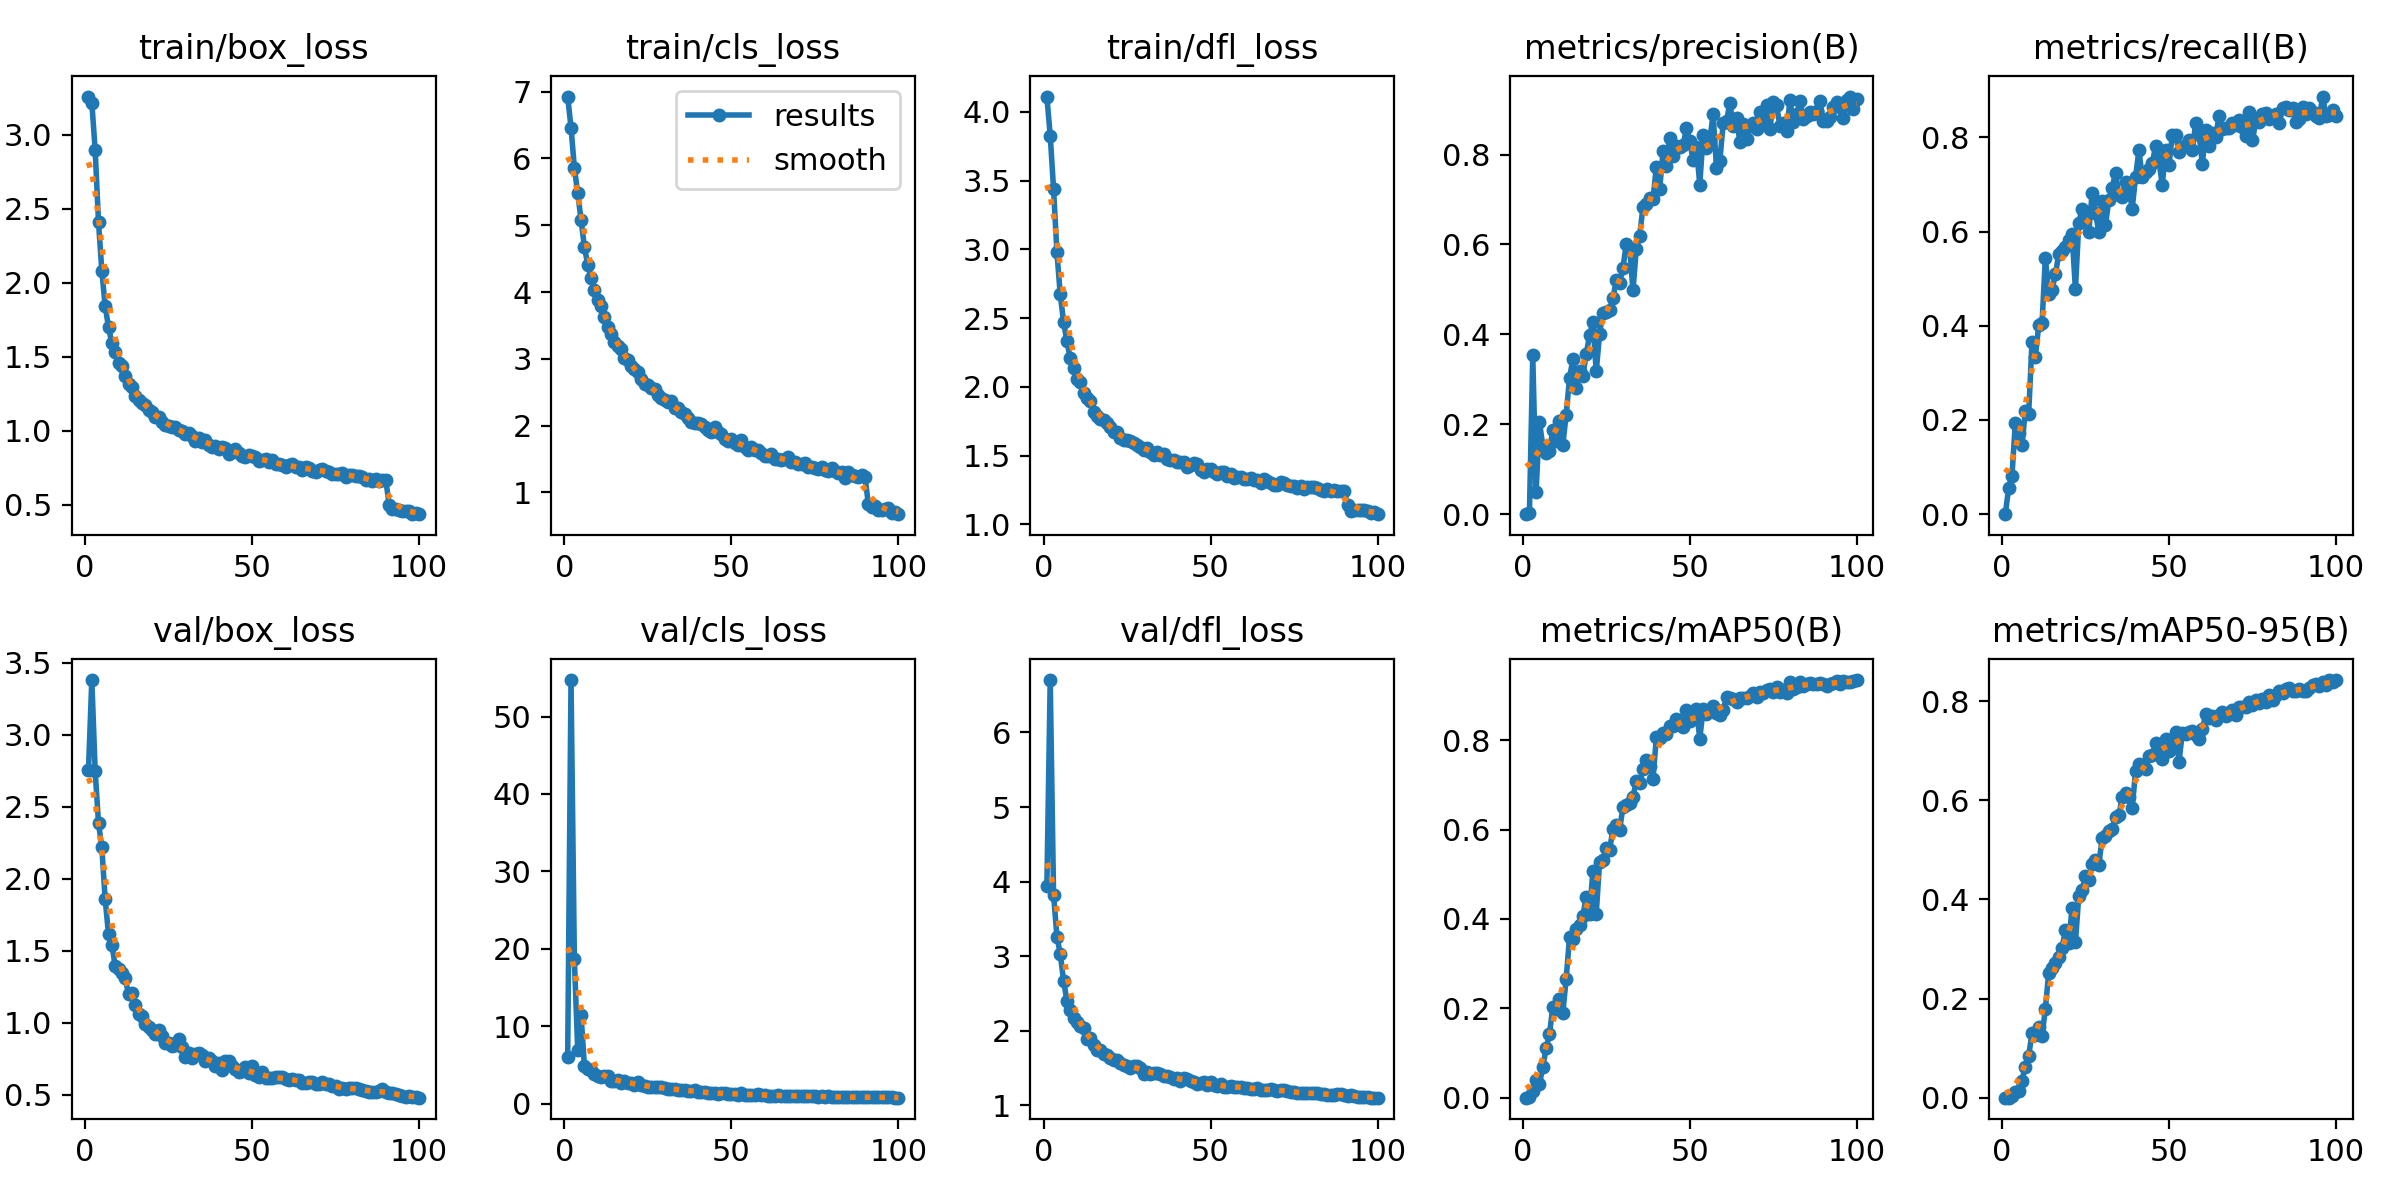 train/box_loss
train/cls_loss
train/dfl_loss
metrics/precision(B)
metrics/recall(B)
3.0
2.5
2.0
1.5
1.0
0.5
0 50 100
7
6
5
4
3
2
1
results
smooth
0 50 100
4.0
3.5
3.0
2.5
2.0
1.5
1.0
0 50 100
0.8
0.6
0.4
0.2
0.0
0 50 100
0.8
0.6
0.4
0.2
0.0
0 50 100
val/box_loss
val/cls_loss
val/dfl_loss
metrics/mAP50(B)
metrics/mAP50-95(B)
3.5
3.0
2.5
2.0
1.5
1.0
0.5
0 50 100
50
40
30
20
10
0
0 50 100
6
5
4
3
2
1
0 50 100
0.8
0.6
0.4
0.2
0.0
0 50 100
0.8
0.6
0.4
0.2
0.0
0 50 100